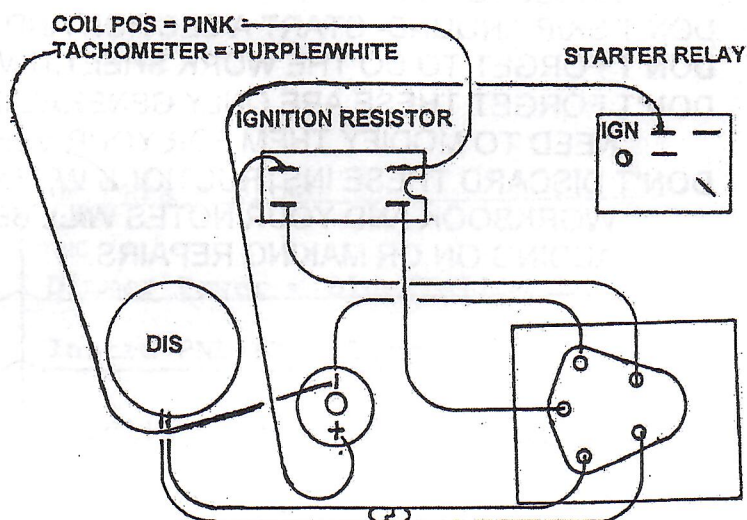 COIL POS = PINK
TACHOMETER = PURPLE/WHITE
STARTER RELAY
IGNITION RESISTOR
IGN
DIS
-
+